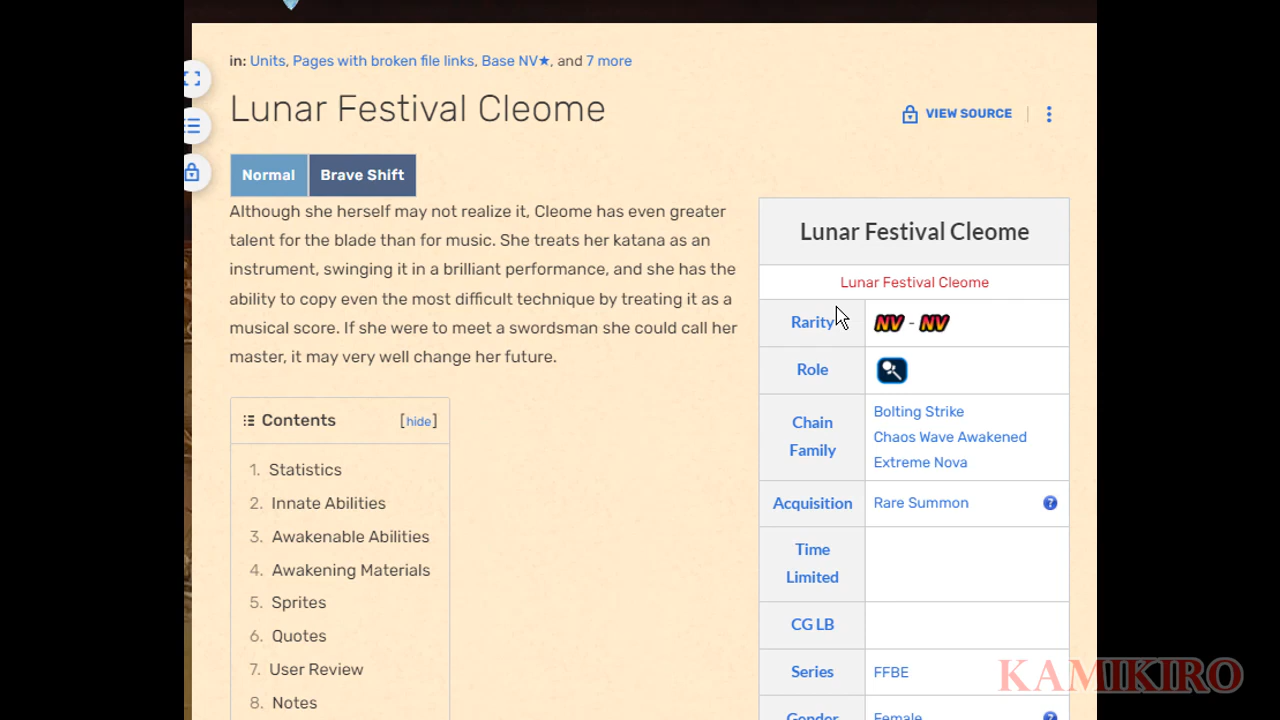 in: Units, Pages with broken file links, Base NV★, and 7 more
Lunar Festival Cleome
VIEW SOURCE
Normal
Brave Shift
Although she herself may not realize it, Cleome has even greater
talent for the blade than for music. She treats her katana as an
instrument, swinging it in a brilliant performance, and she has the
ability to copy even the most difficult technique by treating it as a
musical score. If she were to meet a swordsman she could call her
master, it may very well change her future.
Contents [hide]
1. Statistics
2. Innate Abilities
3. Awakenable Abilities
4. Awakening Materials
5. Sprites
6. Quotes
7. User Review
8. Notes
Lunar Festival Cleome
Lunar Festival Cleome
Rarity NV - NV
Role
Chain Family
Bolting Strike
Chaos Wave Awakened
Extreme Nova
Acquisition Rare Summon ?
Time Limited
CG LB
Series FFBE
Gender Female ?
KAMIKIRO